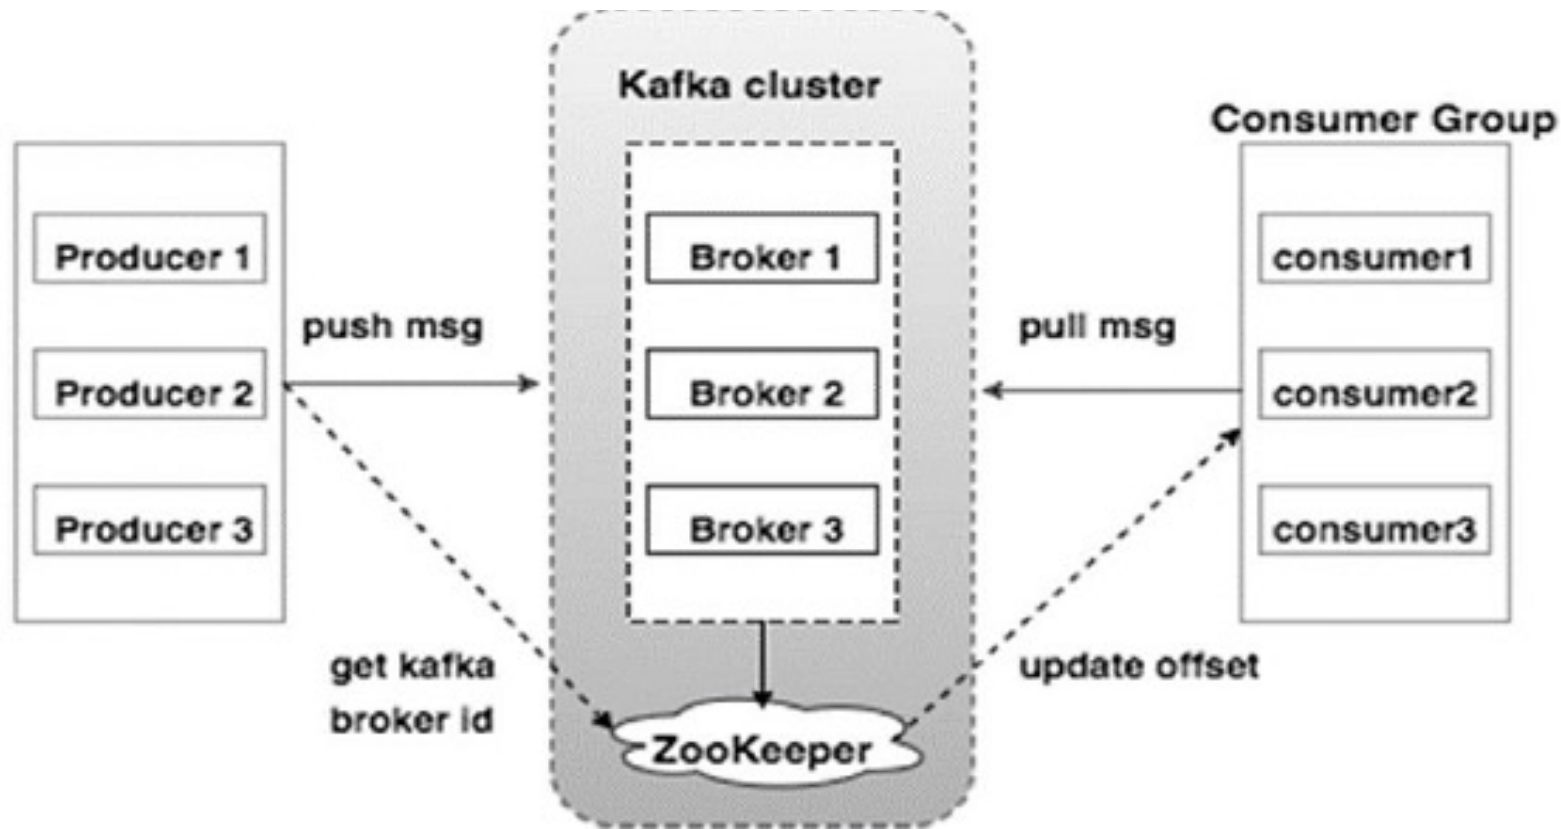 Kafka cluster
Consumer Group
Producer 1
Broker 1
consumer1
push msg
pull msg
Producer 2
Broker 2
consumer2
Producer 3
Broker 3
consumer3
get kafka
broker id
update offset
ZooKeeper